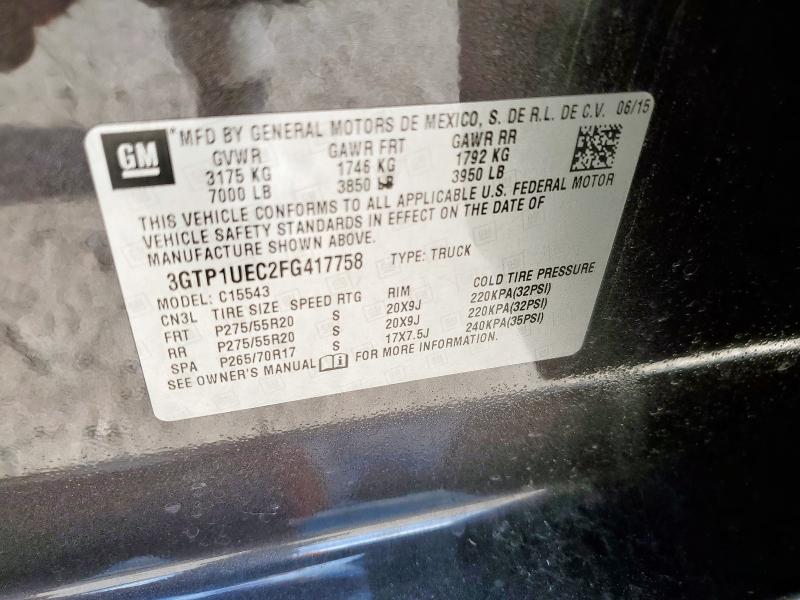 GM
*MFD BY GENERAL MOTORS DE MEXICO, S. DE R.L. DE C.V. 06/15
GVWR GAWR FRT GAWR RR
3175 KG 1746 KG 1792 KG
7000 LB 3850 LB 3950 LB
THIS VEHICLE CONFORMS TO ALL APPLICABLE U.S. FEDERAL MOTOR
VEHICLE SAFETY STANDARDS IN EFFECT ON THE DATE OF
MANUFACTURE SHOWN ABOVE.
3GTP1UEC2FG417758 TYPE: TRUCK
MODEL: C15543
CN3L TIRE SIZE SPEED RTG RIM COLD TIRE PRESSURE
FRT P275/55R20 S 20X9J 220KPA(32PSI)
RR P275/55R20 S 20X9J 220KPA(32PSI)
SPA P265/70R17 S 17X7.5J 240KPA(35PSI)
SEE OWNER'S MANUAL FOR MORE INFORMATION.